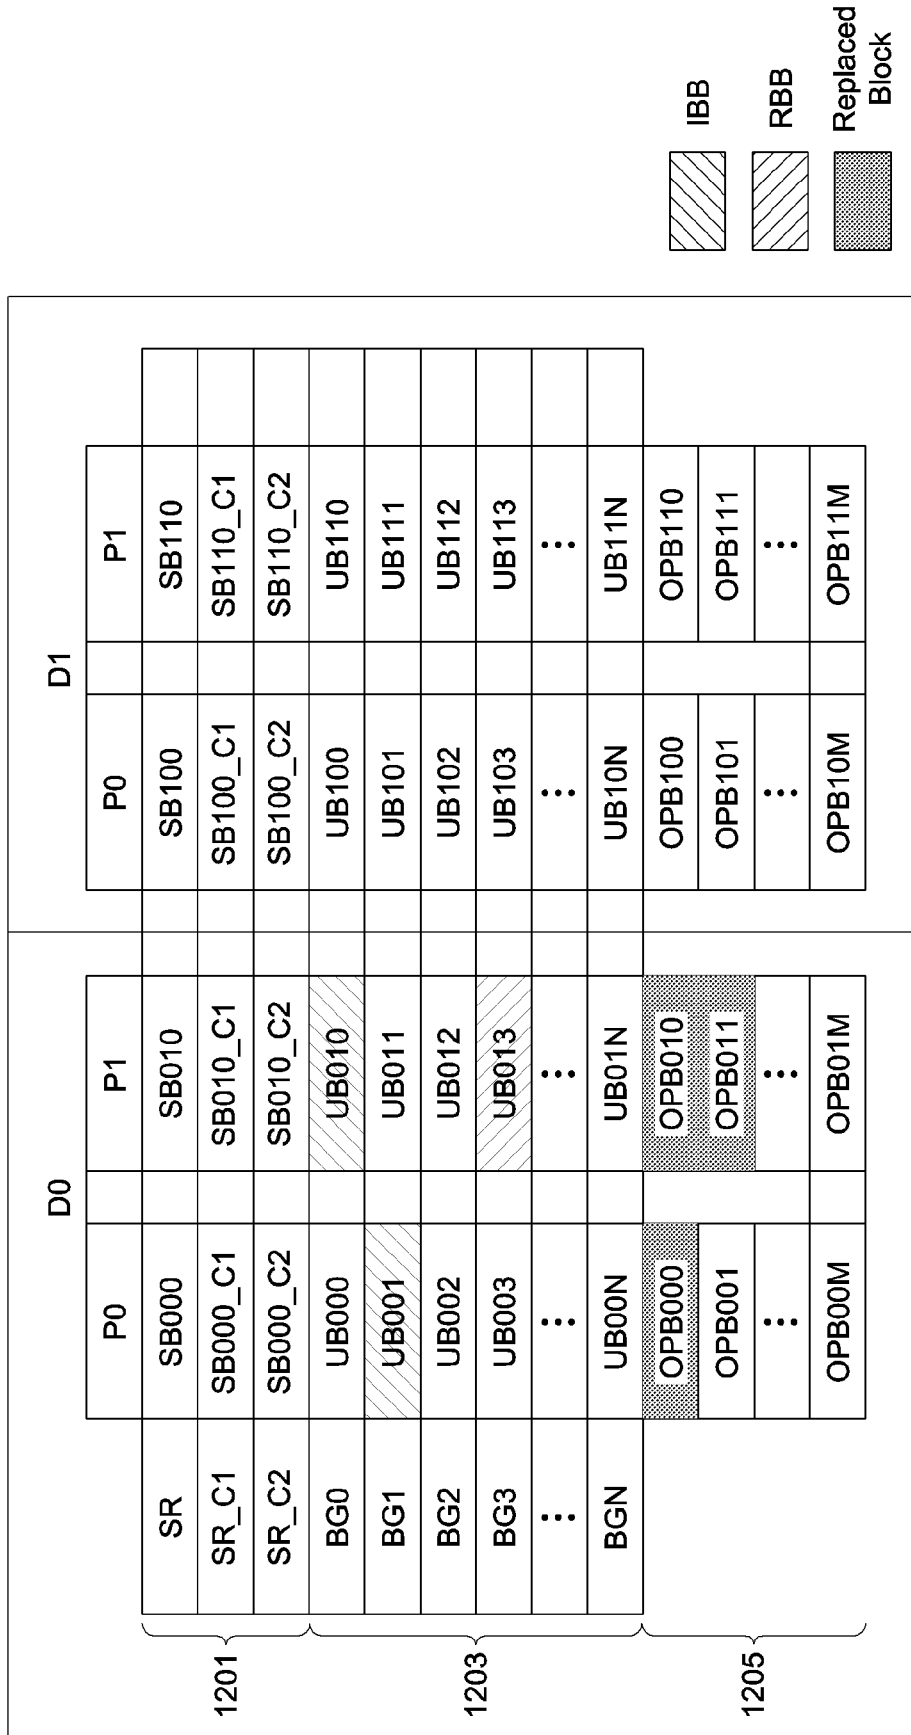 D0 D1
P0 P1 P0 P1
SR SB000 SB010 SB100 SB110
SR_C1 SB000_C1 SB010_C1 SB100_C1 SB110_C1
SR_C2 SB000_C2 SB010_C2 SB100_C2 SB110_C2
BG0 UB000 UB010 UB100 UB110
BG1 UB001 UB011 UB101 UB111
BG2 UB002 UB012 UB102 UB112
BG3 UB003 UB013 UB103 UB113
... ... ... ... ...
BGN UB00N UB01N UB10N UB11N
OPB000 OPB010 OPB100 OPB110
OPB001 OPB011 OPB101 OPB111
... ... ... ...
OPB00M OPB01M OPB10M OPB11M
1201
1203
1205
IBB
RBB
Replaced
Block